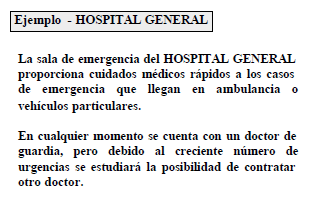 Ejemplo - HOSPITAL GENERAL
La sala de emergencia del HOSPITAL GENERAL
proporciona cuidados médicos rápidos a los casos
de emergencia que llegan en ambulancia o
vehículos particulares.
En cualquier momento se cuenta con un doctor de
guardia, pero debido al creciente número de
urgencias se estudiará la posibilidad de contratar
otro doctor.